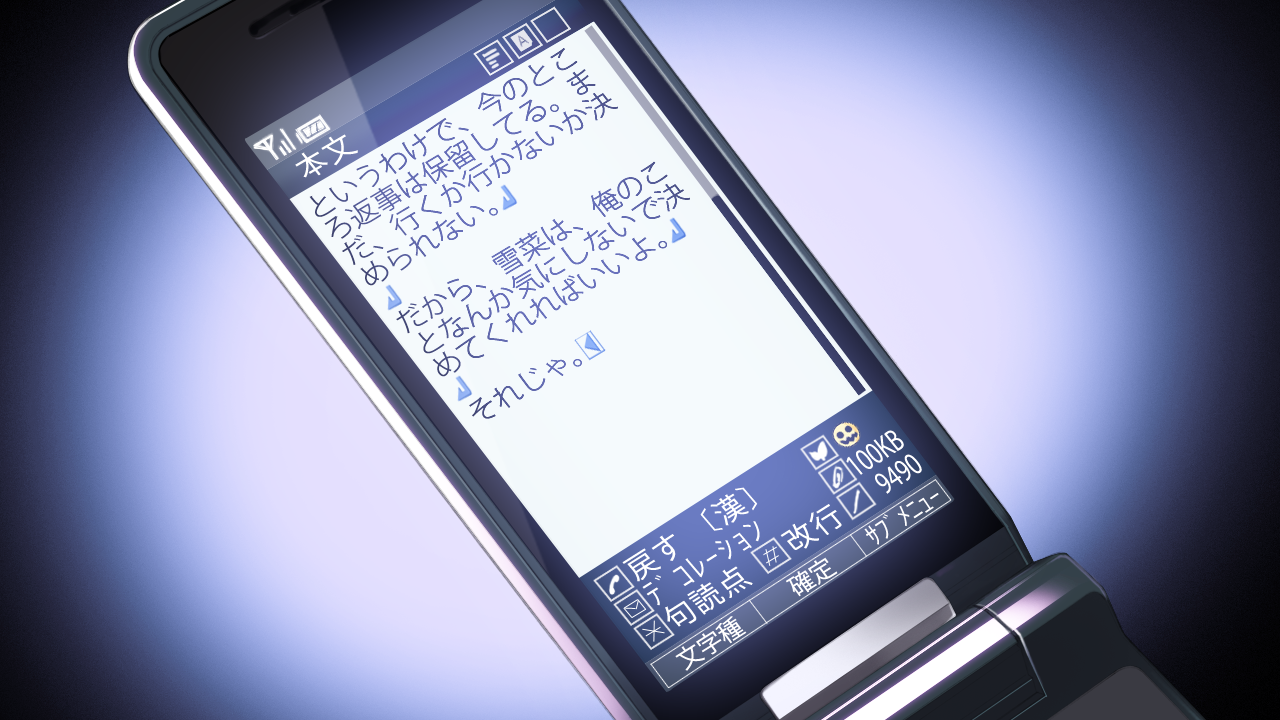 本文
というわけで、今のとこ
ろ返事は保留してる。ま
だ、行くか行かないか決
められない。
だから、雪菜は、俺のこ
となんか気にしないで決
めてくれればいいよ。
それじゃ。
戻す 〔漢〕 100KB
デコレーション 9490
句読点 # 改行
文字種 確定 サブメニュー